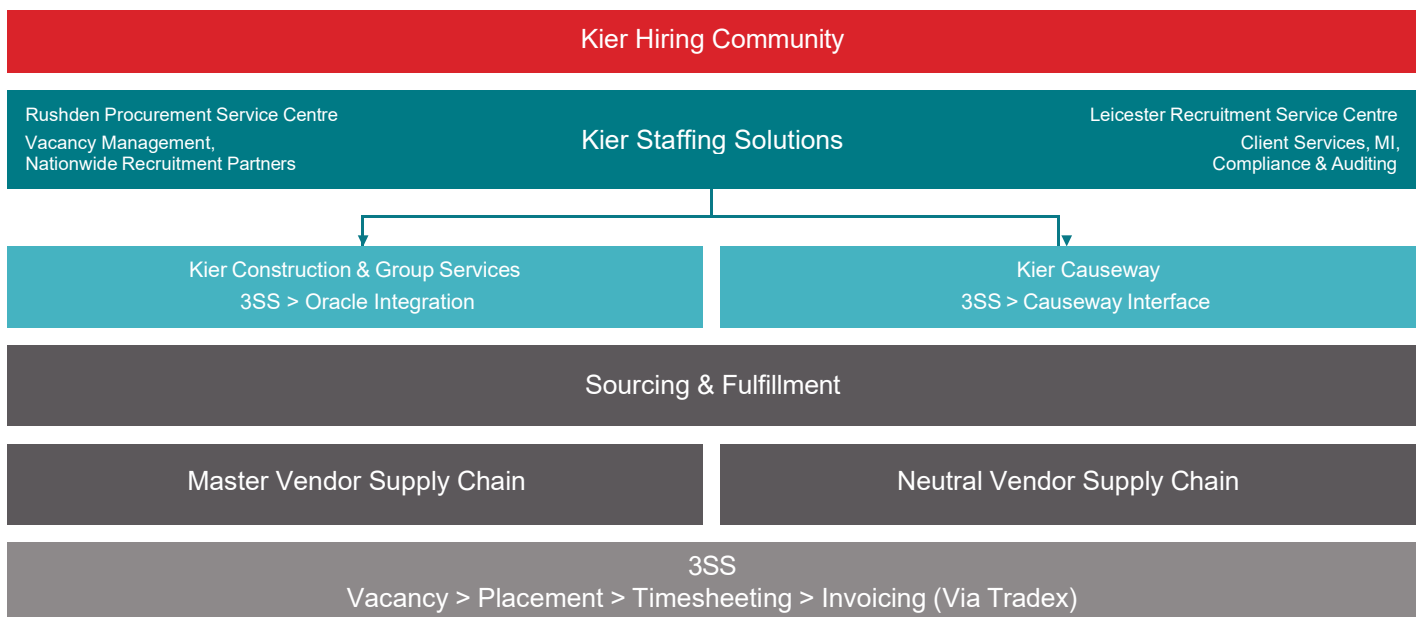 Kier Hiring Community
Rushden Procurement Service Centre
Vacancy Management,
Nationwide Recruitment Partners
Kier Staffing Solutions
Leicester Recruitment Service Centre
Client Services, MI,
Compliance & Auditing
Kier Construction & Group Services
3SS > Oracle Integration
Kier Causeway
3SS > Causeway Interface
Sourcing & Fulfillment
Master Vendor Supply Chain
Neutral Vendor Supply Chain
3SS
Vacancy > Placement > Timesheeting > Invoicing (Via Tradex)